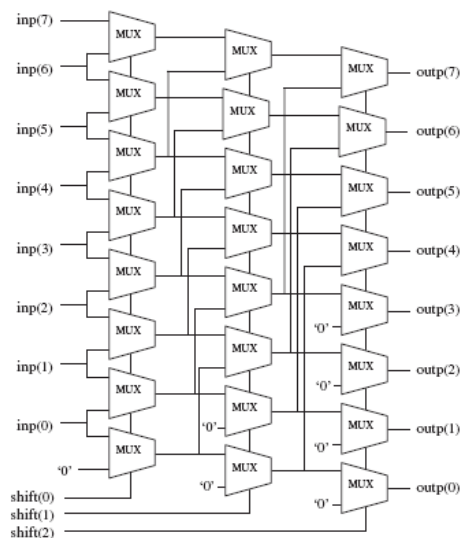 inp(7)
MUX
MUX
MUX
outp(7)
inp(6)
MUX
MUX
MUX
outp(6)
inp(5)
MUX
MUX
MUX
outp(5)
inp(4)
MUX
MUX
MUX
outp(4)
inp(3)
MUX
MUX
MUX
outp(3)
'0'
inp(2)
MUX
MUX
MUX
outp(2)
'0'
inp(1)
MUX
MUX
'0'
MUX
outp(1)
'0'
inp(0)
MUX
'0'
MUX
'0'
MUX
outp(0)
'0'
shift(0)
shift(1)
shift(2)